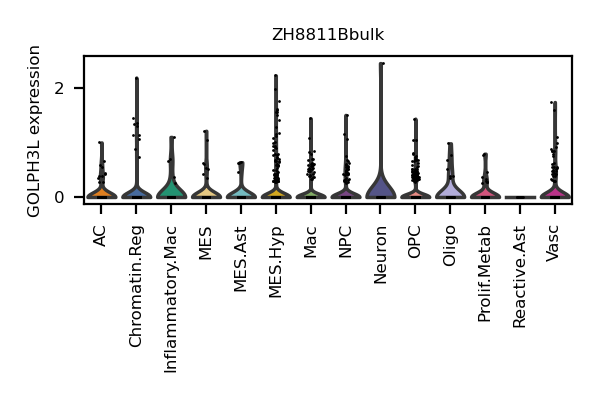 ZH8811Bbulk
GOLPH3L expression
2
0
AC
Chromatin.Reg
Inflammatory.Mac
MES
MES.Ast
MES.Hyp
Mac
NPC
Neuron
OPC
Oligo
Prolif.Metab
Reactive.Ast
Vasc